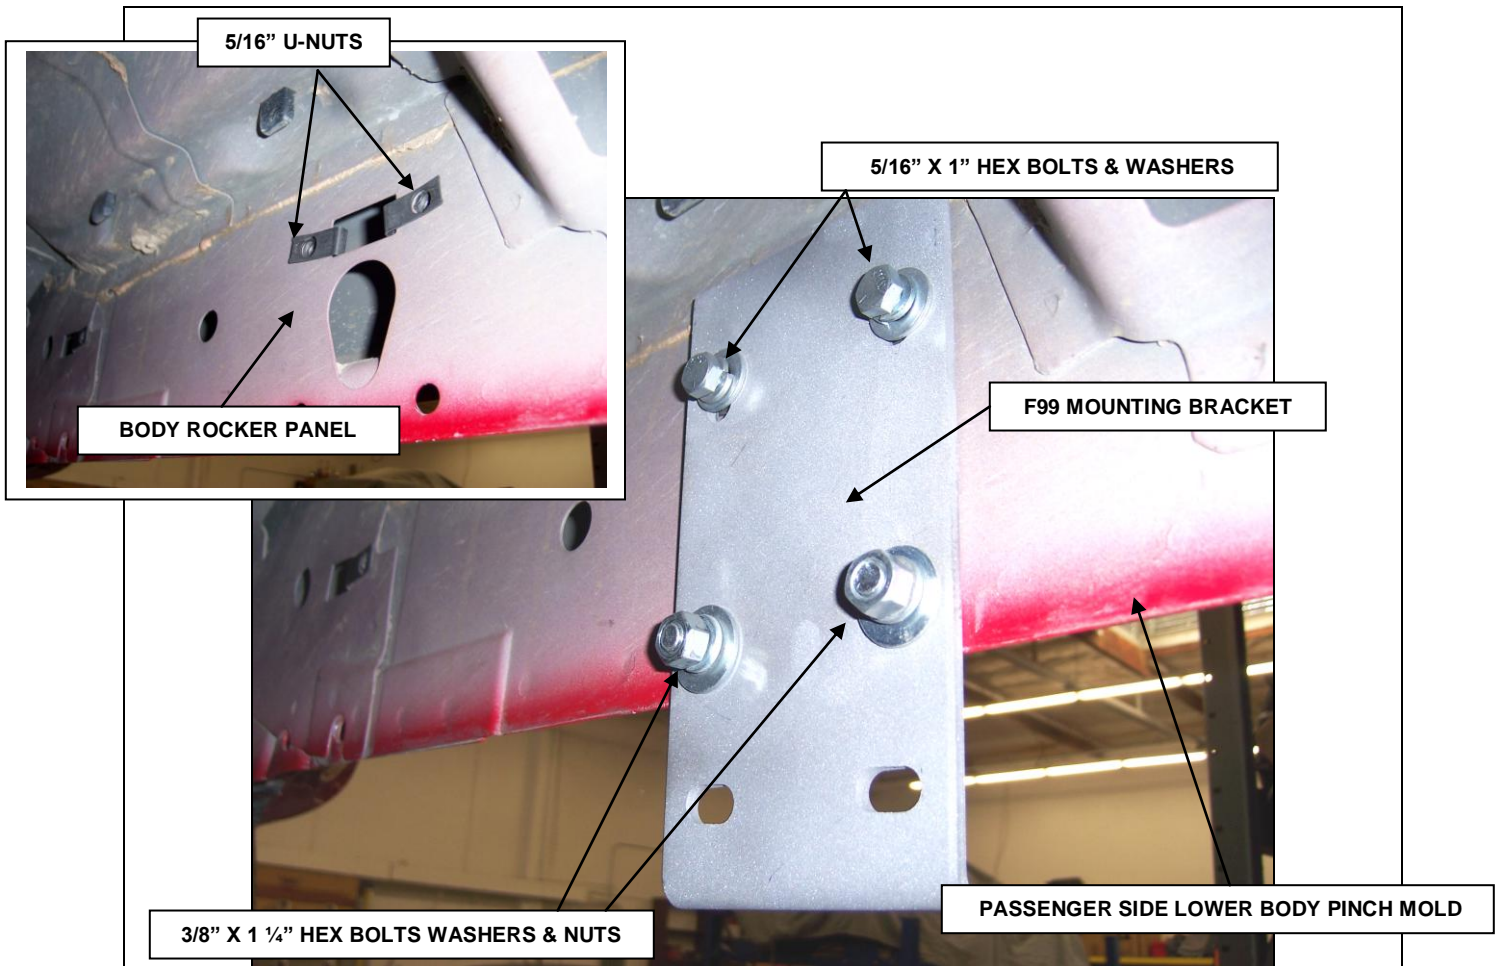 5/16” U-NUTS
5/16” X 1” HEX BOLTS & WASHERS
F99 MOUNTING BRACKET
BODY ROCKER PANEL
PASSENGER SIDE LOWER BODY PINCH MOLD
3/8” X 1 ¼” HEX BOLTS WASHERS & NUTS